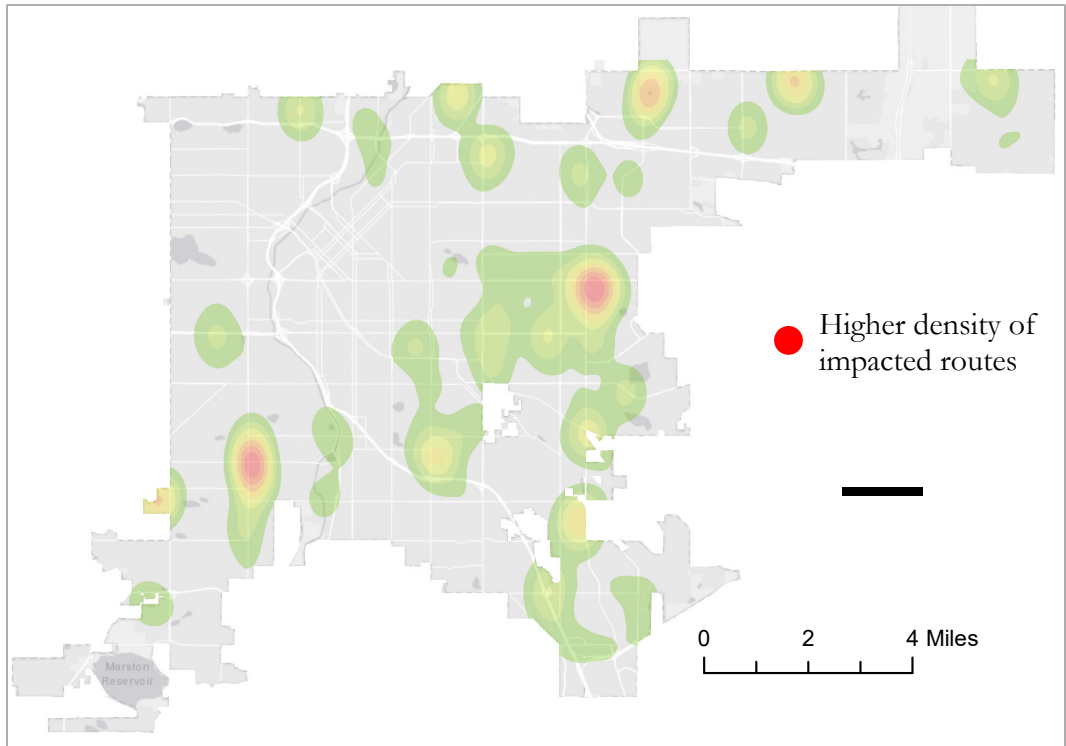 Higher density of
impacted routes
0 2 4 Miles
Marston
Reservoir